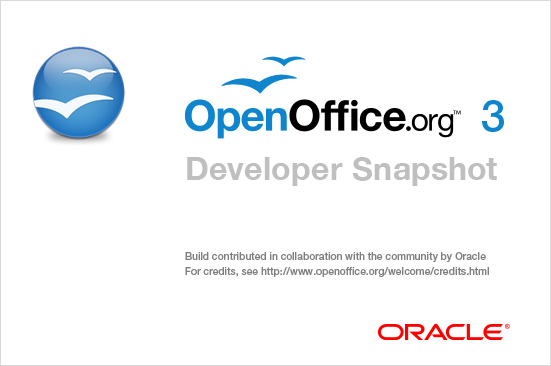 OpenOffice.org™ 3
Developer Snapshot
Build contributed in collaboration with the community by Oracle
For credits, see http://www.openoffice.org/welcome/credits.html
ORACLE®